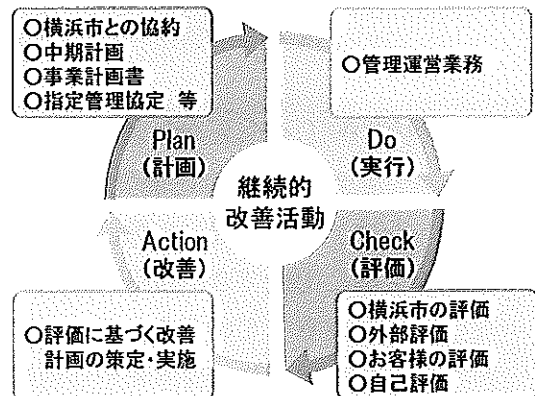 ○横浜市との協約
○中期計画
○事業計画書
○指定管理協定 等
Plan
(計画)
○管理運営業務
Do
(実行)
継続的
改善活動
Action
(改善)
○評価に基づく改善
計画の策定・実施
Check
(評価)
○横浜市の評価
○外部評価
○お客様の評価
○自己評価